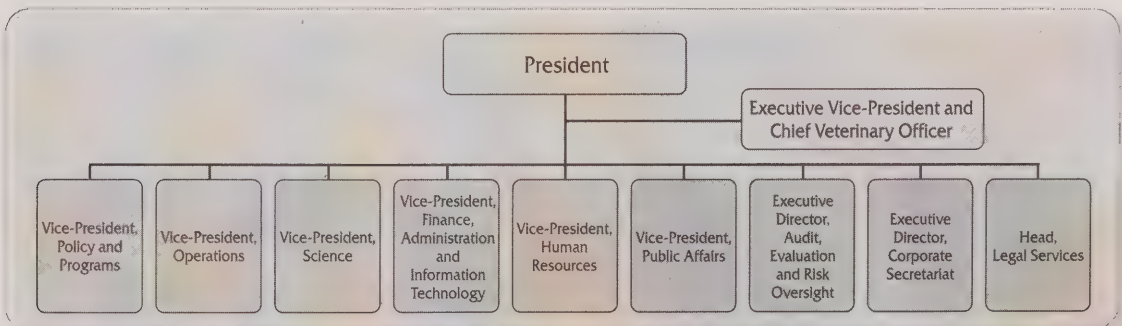 President
Executive Vice-President and
Chief Veterinary Officer
Vice-President,
Policy and
Programs
Vice-President,
Operations
Vice-President,
Science
Vice-President,
Finance,
Administration
and
Information
Technology
Vice-President,
Human
Resources
Vice-President,
Public Affairs
Executive
Director,
Audit,
Evaluation
and Risk
Oversight
Executive
Director,
Corporate
Secretariat
Head,
Legal Services